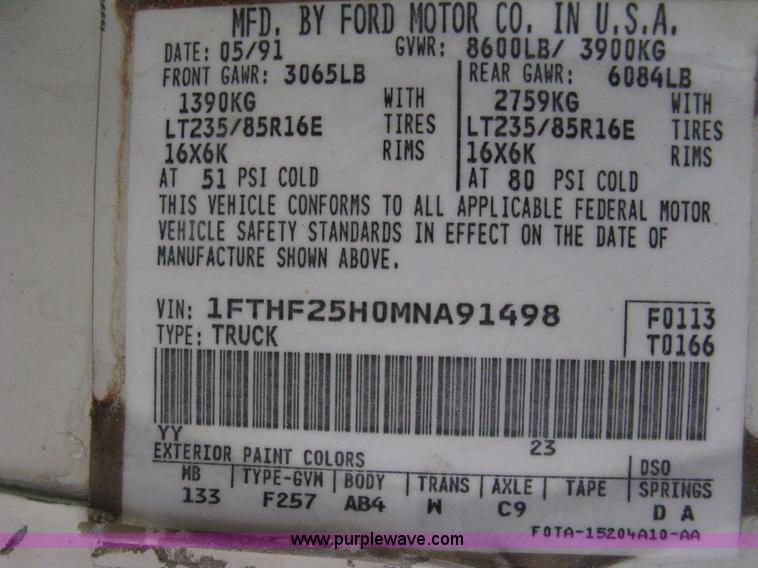 MFD. BY FORD MOTOR CO. IN U.S.A.
DATE: 05/91 GVWR: 8600LB/ 3900KG
FRONT GAWR: 3065LB REAR GAWR: 6084LB
1390KG WITH 2759KG WITH
LT235/85R16E TIRES LT235/85R16E TIRES
16X6K RIMS 16X6K RIMS
AT 51 PSI COLD AT 80 PSI COLD
THIS VEHICLE CONFORMS TO ALL APPLICABLE FEDERAL MOTOR
VEHICLE SAFETY STANDARDS IN EFFECT ON THE DATE OF
MANUFACTURE SHOWN ABOVE.
VIN: 1FTHF25H0MNA91498 F0113
TYPE: TRUCK T0166
YY 23
EXTERIOR PAINT COLORS DSO
WB TYPE-GVW BODY TRANS AXLE TAPE SPRINGS
133 F257 AB4 W C9 D A
F0TA-15204A10-AA
www.purplewave.com